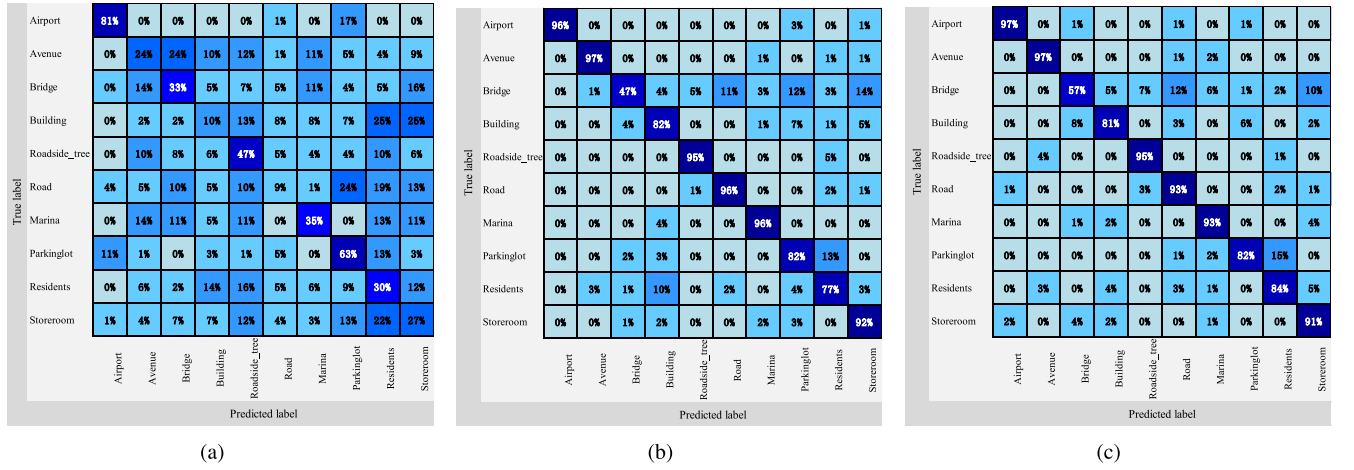 Airport 81% 0% 0% 0% 0% 1% 0% 17% 0% 0%
Avenue 0% 24% 24% 10% 12% 1% 11% 5% 4% 9%
Bridge 0% 14% 33% 5% 7% 5% 11% 4% 5% 16%
Building 0% 2% 2% 10% 13% 8% 8% 7% 25% 25%
Roadside_tree 0% 10% 8% 6% 47% 5% 4% 4% 10% 6%
Road 4% 5% 10% 5% 10% 9% 1% 24% 19% 13%
Marina 0% 14% 11% 5% 11% 0% 35% 0% 13% 11%
Parkinglot 11% 1% 0% 3% 1% 5% 0% 63% 13% 3%
Residents 0% 6% 2% 14% 16% 5% 6% 9% 30% 12%
Storeroom 1% 4% 7% 7% 12% 4% 3% 13% 22% 27%
True label
Airport Avenue Bridge Building Roadside_tree Road Marina Parkinglot Residents Storeroom
Predicted label
(a)
Airport 96% 0% 0% 0% 0% 0% 0% 3% 0% 0%
Avenue 0% 97% 0% 0% 0% 0% 1% 0% 1% 1%
Bridge 0% 1% 47% 4% 5% 11% 3% 12% 3% 14%
Building 0% 0% 4% 82% 0% 0% 1% 7% 1% 5%
Roadside_tree 0% 0% 0% 0% 95% 0% 0% 0% 5% 0%
Road 0% 0% 0% 0% 1% 96% 0% 0% 2% 1%
Marina 0% 0% 0% 4% 0% 0% 96% 0% 0% 0%
Parkinglot 0% 0% 2% 3% 0% 0% 0% 82% 13% 0%
Residents 0% 3% 1% 10% 0% 2% 0% 4% 77% 3%
Storeroom 0% 0% 1% 2% 0% 0% 2% 3% 0% 92%
True label
Airport Avenue Bridge Building Roadside_tree Road Marina Parkinglot Residents Storeroom
Predicted label
(b)
Airport 97% 0% 1% 0% 0% 1% 0% 1% 0% 0%
Avenue 0% 97% 0% 0% 0% 1% 2% 0% 0% 0%
Bridge 0% 0% 57% 5% 7% 12% 6% 1% 2% 10%
Building 0% 0% 8% 81% 0% 3% 0% 6% 0% 2%
Roadside_tree 0% 4% 0% 0% 95% 0% 0% 0% 1% 0%
Road 1% 0% 0% 0% 3% 93% 0% 0% 2% 1%
Marina 0% 0% 1% 2% 0% 0% 93% 0% 0% 4%
Parkinglot 0% 0% 0% 0% 0% 1% 2% 82% 15% 0%
Residents 0% 3% 0% 4% 0% 3% 1% 0% 84% 5%
Storeroom 2% 0% 4% 2% 0% 0% 1% 0% 0% 91%
True label
Airport Avenue Bridge Building Roadside_tree Road Marina Parkinglot Residents Storeroom
Predicted label
(c)